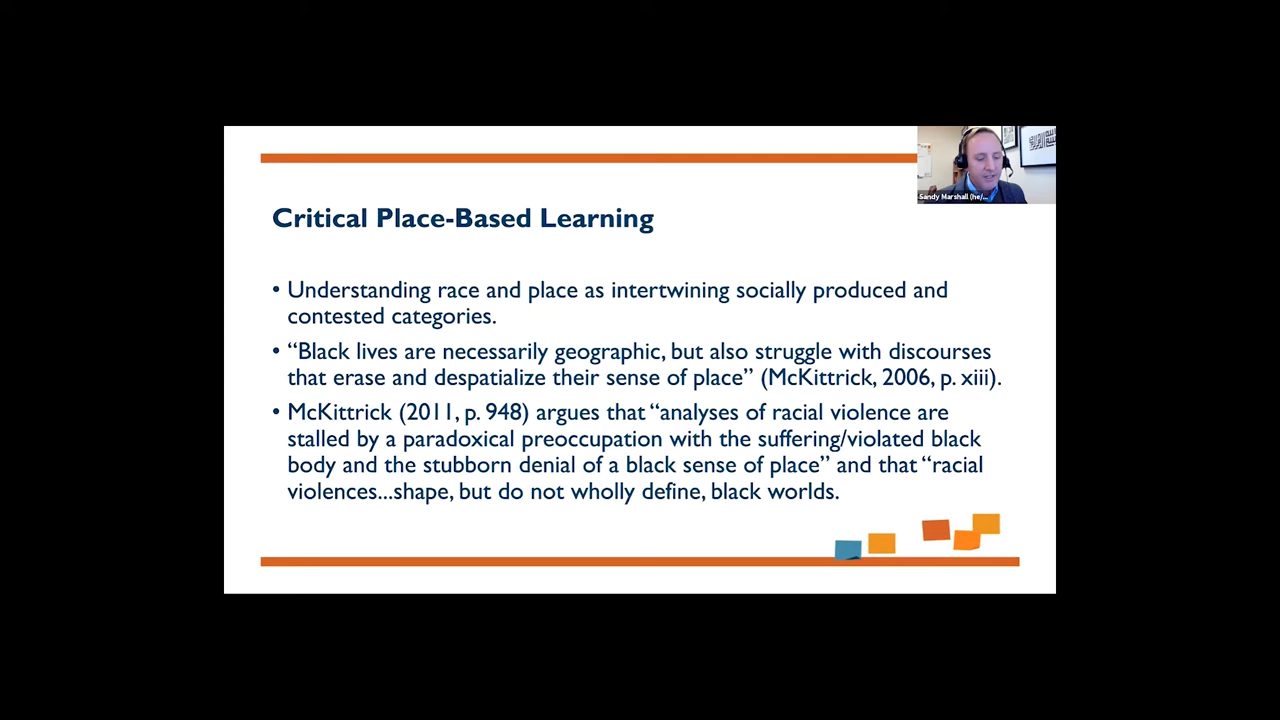 Sandy Marshall (he/...
Critical Place-Based Learning
• Understanding race and place as intertwining socially produced and
contested categories.
• “Black lives are necessarily geographic, but also struggle with discourses
that erase and despatialize their sense of place” (McKittrick, 2006, p. xiii).
• McKittrick (2011, p. 948) argues that “analyses of racial violence are
stalled by a paradoxical preoccupation with the suffering/violated black
body and the stubborn denial of a black sense of place” and that “racial
violences...shape, but do not wholly define, black worlds.